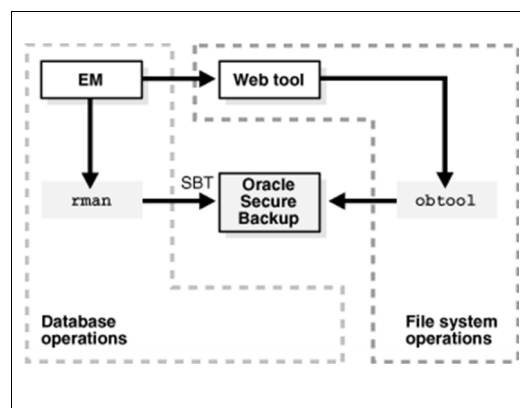 EM
Web tool
SBT
rman
Oracle
Secure
Backup
obtool
Database
operations
File system
operations